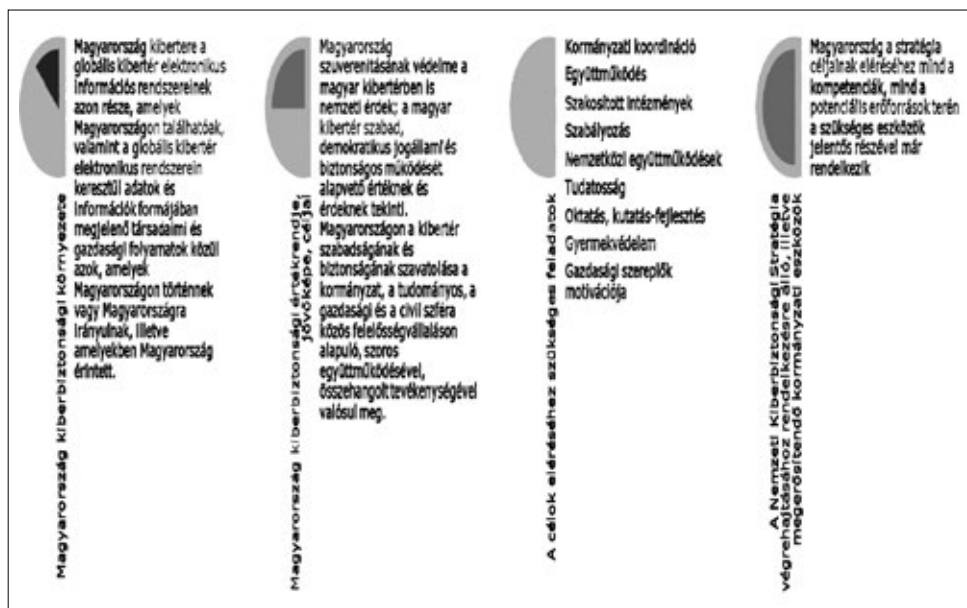 Magyarország kiberbiztonsági környezete
Magyarország kibertere a
globális kibertér elektronikus
információs rendszereinek
azon része, amelyek
Magyarországon találhatóak,
valamint a globális kibertér
elektronikus rendszerein
keresztül adatok és
információk formájában
megjelenő társadalmi és
gazdasági folyamatok közül
azok, amelyek
Magyarországon történnek
vagy Magyarországra
irányulnak, illetve
amelyekben Magyarország
érintett.
Magyarország kiberbiztonsági értékrendje,
jövőképe, céljai
Magyarország
szuverenitásának védelme a
magyar kibertérben is
nemzeti érdek; a magyar
kibertér szabad,
demokratikus jogállami és
biztonságos működését
alapvető értéknek és
érdeknek tekinti.
Magyarországon a kibertér
szabadságának és
biztonságának szavatolása a
kormányzat, a tudományos, a
gazdasági és a civil szféra
közös felelősségvállaláson
alapuló, szoros
együttműködésével,
összehangolt tevékenységével
valósul meg.
A célok eléréséhez szükséges feladatok
Kormányzati koordináció
Együttműködés
Szakosított intézmények
Szabályozás
Nemzetközi együttműködések
Tudatosság
Oktatás, kutatás-fejlesztés
Gyermekvédelem
Gazdasági szereplők
motivációja
A Nemzeti Kiberbiztonsági Stratégia
végrehajtásához rendelkezésre álló, illetve
megerősítendő kormányzati eszközök
Magyarország a stratégia
céljainak eléréséhez mind a
kompetenciák, mind a
potenciális erőforrások terén
a szükséges eszközök
jelentős részével már
rendelkezik